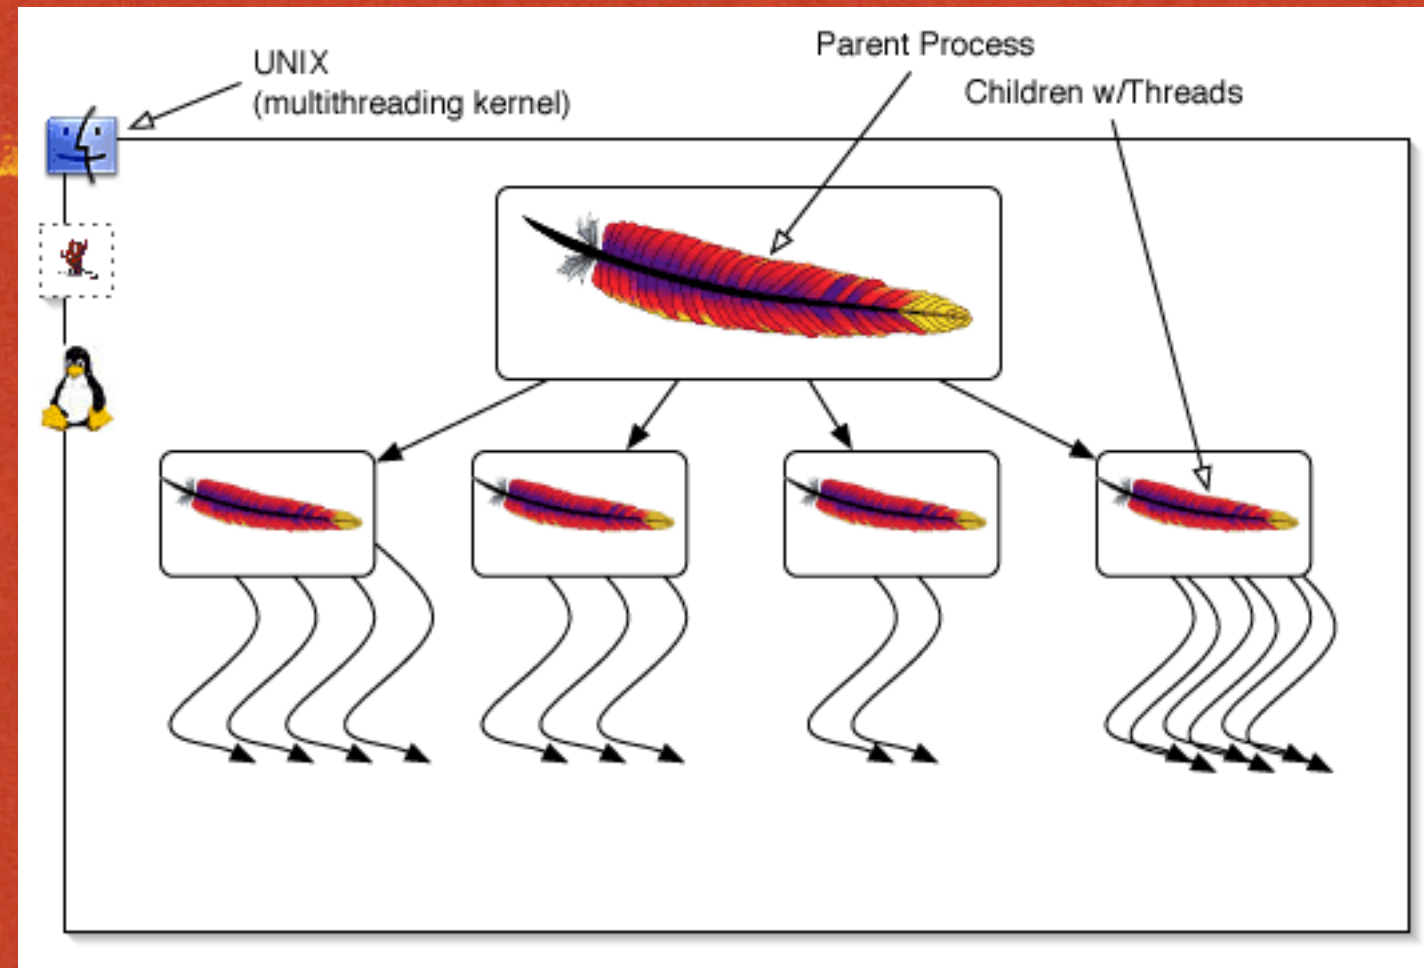 UNIX
(multithreading kernel)
Parent Process
Children w/Threads